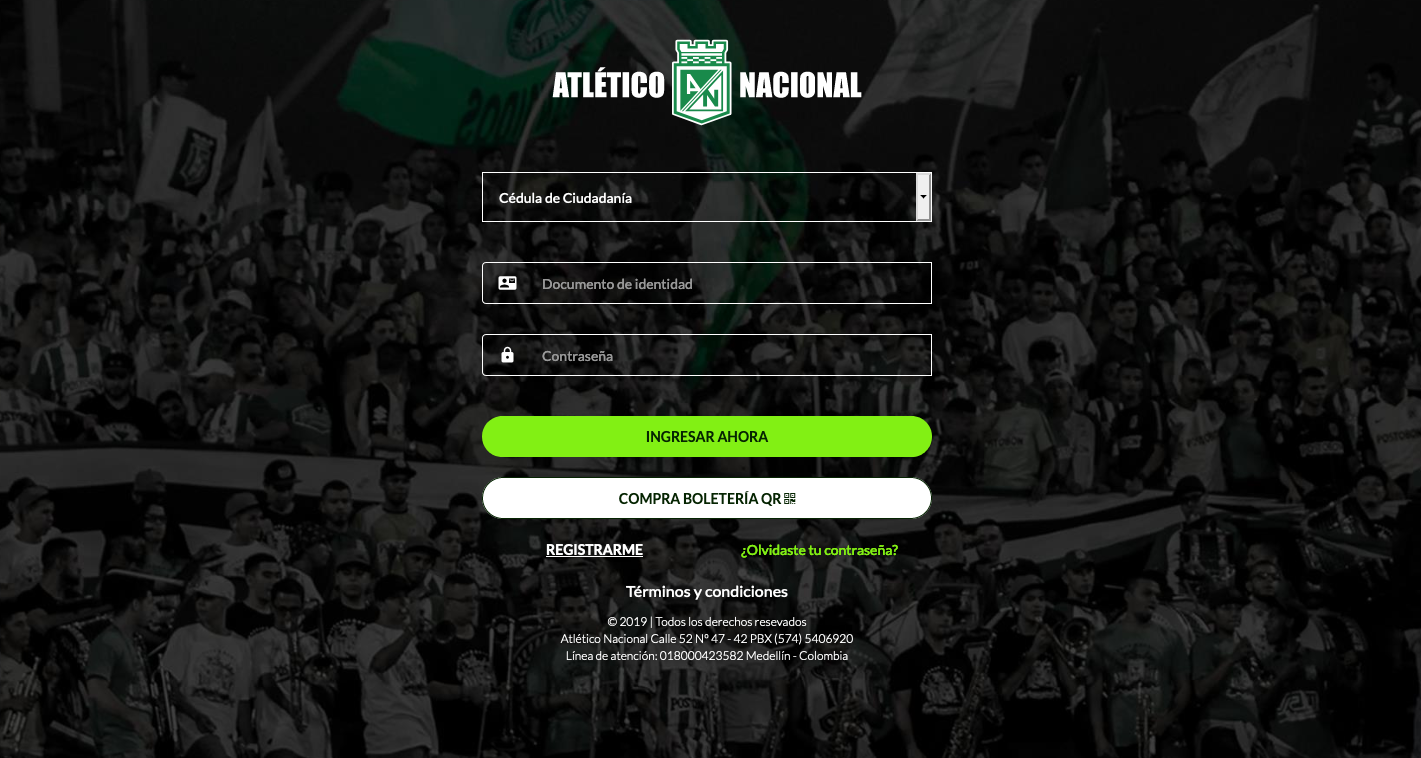 ATLÉTICO AN NACIONAL
Cédula de Ciudadanía
Documento de identidad
Contraseña
INGRESAR AHORA
COMPRA BOLETERÍA QR
REGISTRARME
¿Olvidaste tu contraseña?
Términos y condiciones
© 2019 | Todos los derechos resevados
Atlético Nacional Calle 52 N° 47 - 42 PBX (574) 5406920
Línea de atención: 018000423582 Medellín - Colombia